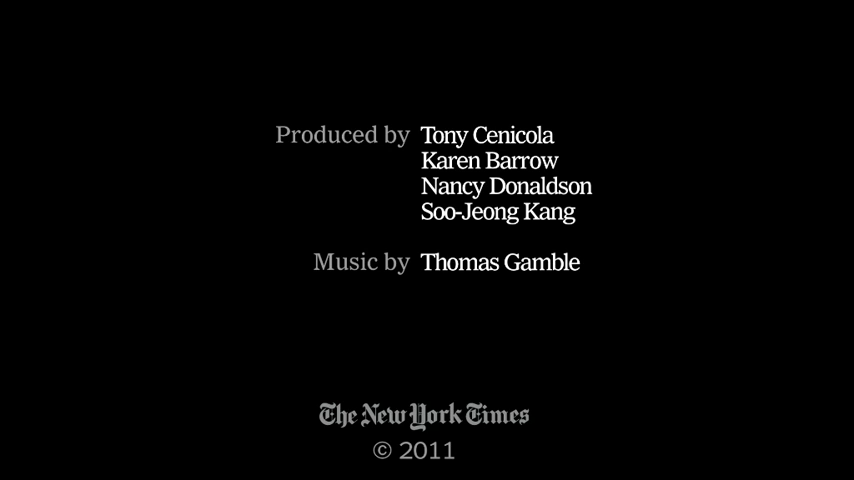 Produced by Tony Cenicola
Karen Barrow
Nancy Donaldson
Soo-Jeong Kang
Music by Thomas Gamble
The New York Times
© 2011